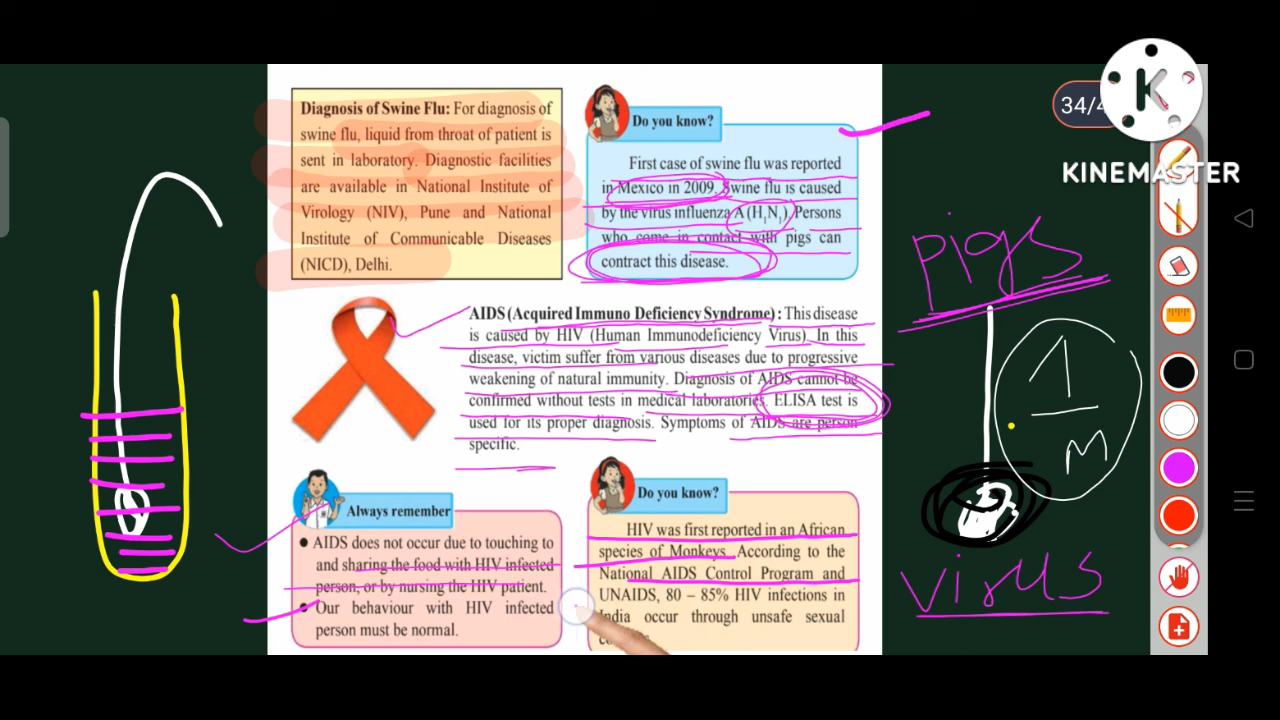 Diagnosis of Swine Flu: For diagnosis of
swine flu, liquid from throat of patient is
sent in laboratory. Diagnostic facilities
are available in National Institute of
Virology (NIV), Pune and National
Institute of Communicable Diseases
(NICD), Delhi.
Do you know?
First case of swine flu was reported
in Mexico in 2009. Swine flu is caused
by the virus influenza A (H₁N₁). Persons
who come in contact with pigs can
contract this disease.
AIDS (Acquired Immuno Deficiency Syndrome) : This disease
is caused by HIV (Human Immunodeficiency Virus). In this
disease, victim suffer from various diseases due to progressive
weakening of natural immunity. Diagnosis of AIDS cannot be
confirmed without tests in medical laboratories. ELISA test is
used for its proper diagnosis. Symptoms of AIDS are person
specific.
Always remember
● AIDS does not occur due to touching to
and sharing the food with HIV infected
person, or by nursing the HIV patient.
● Our behaviour with HIV infected
person must be normal.
Do you know?
HIV was first reported in an African
species of Monkeys. According to the
National AIDS Control Program and
UNAIDS, 80 – 85% HIV infections in
India occur through unsafe sexual
34/4
K
KINEMASTER
pigs
1
M
virus